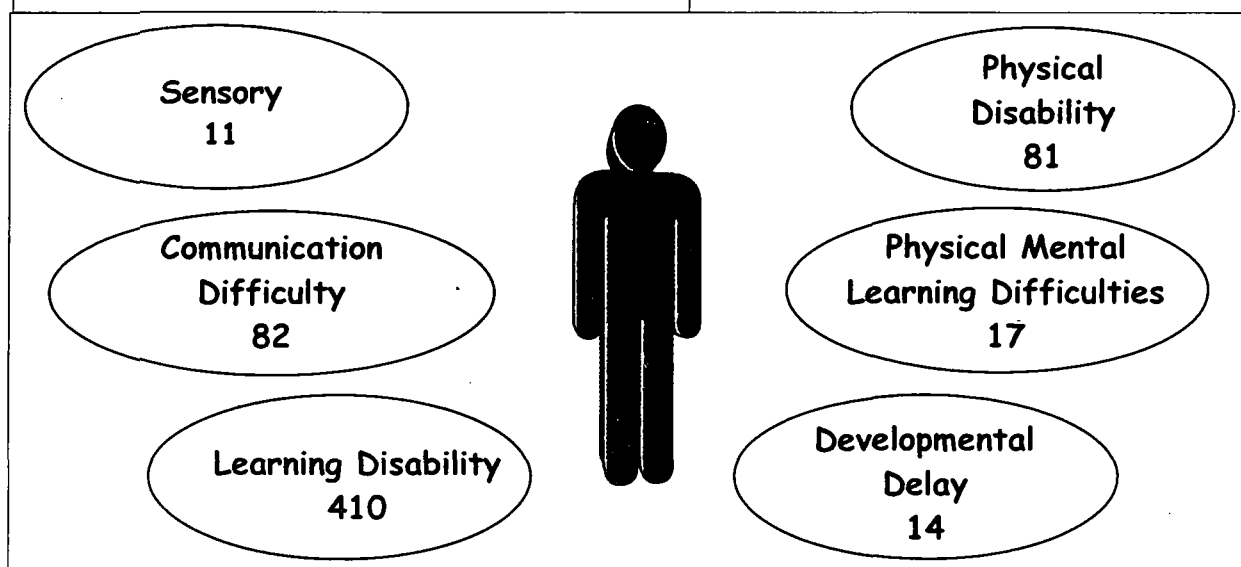 Sensory
11
Physical
Disability
81
Communication
Difficulty
82
Physical Mental
Learning Difficulties
17
Learning Disability
410
Developmental
Delay
14